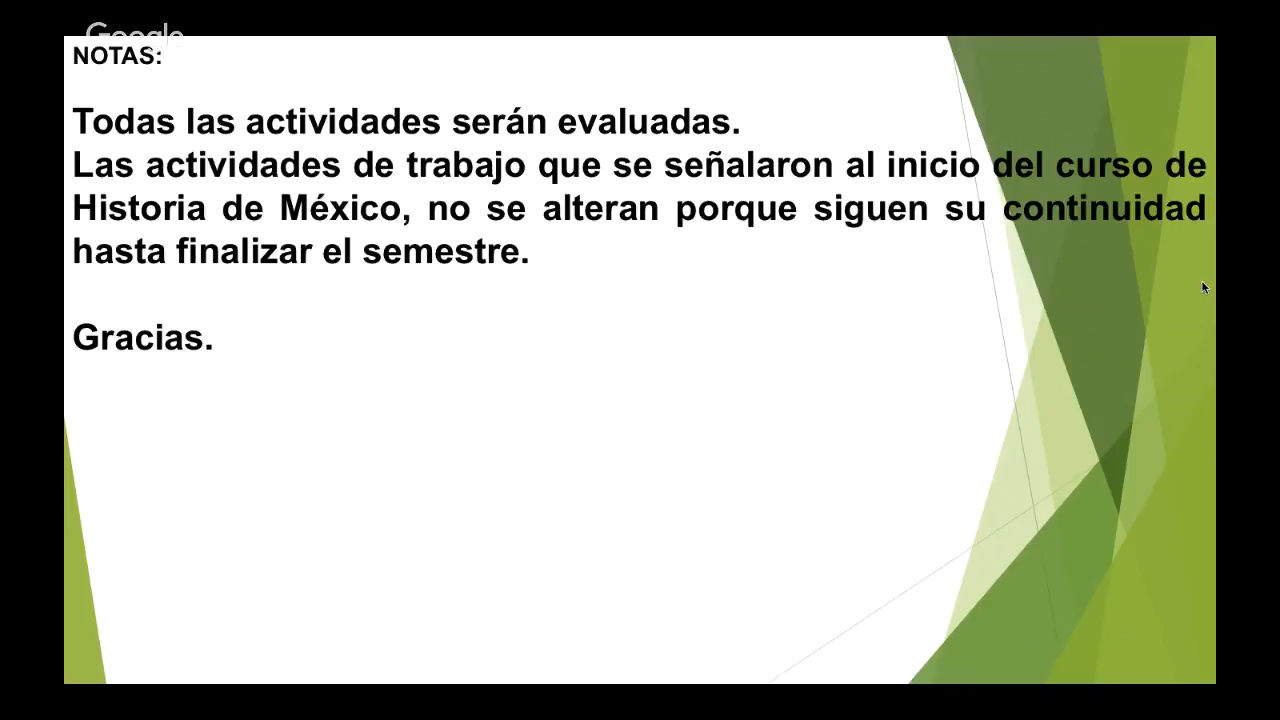 Google
NOTAS:
Todas las actividades serán evaluadas.
Las actividades de trabajo que se señalaron al inicio del curso de
Historia de México, no se alteran porque siguen su continuidad
hasta finalizar el semestre.
Gracias.